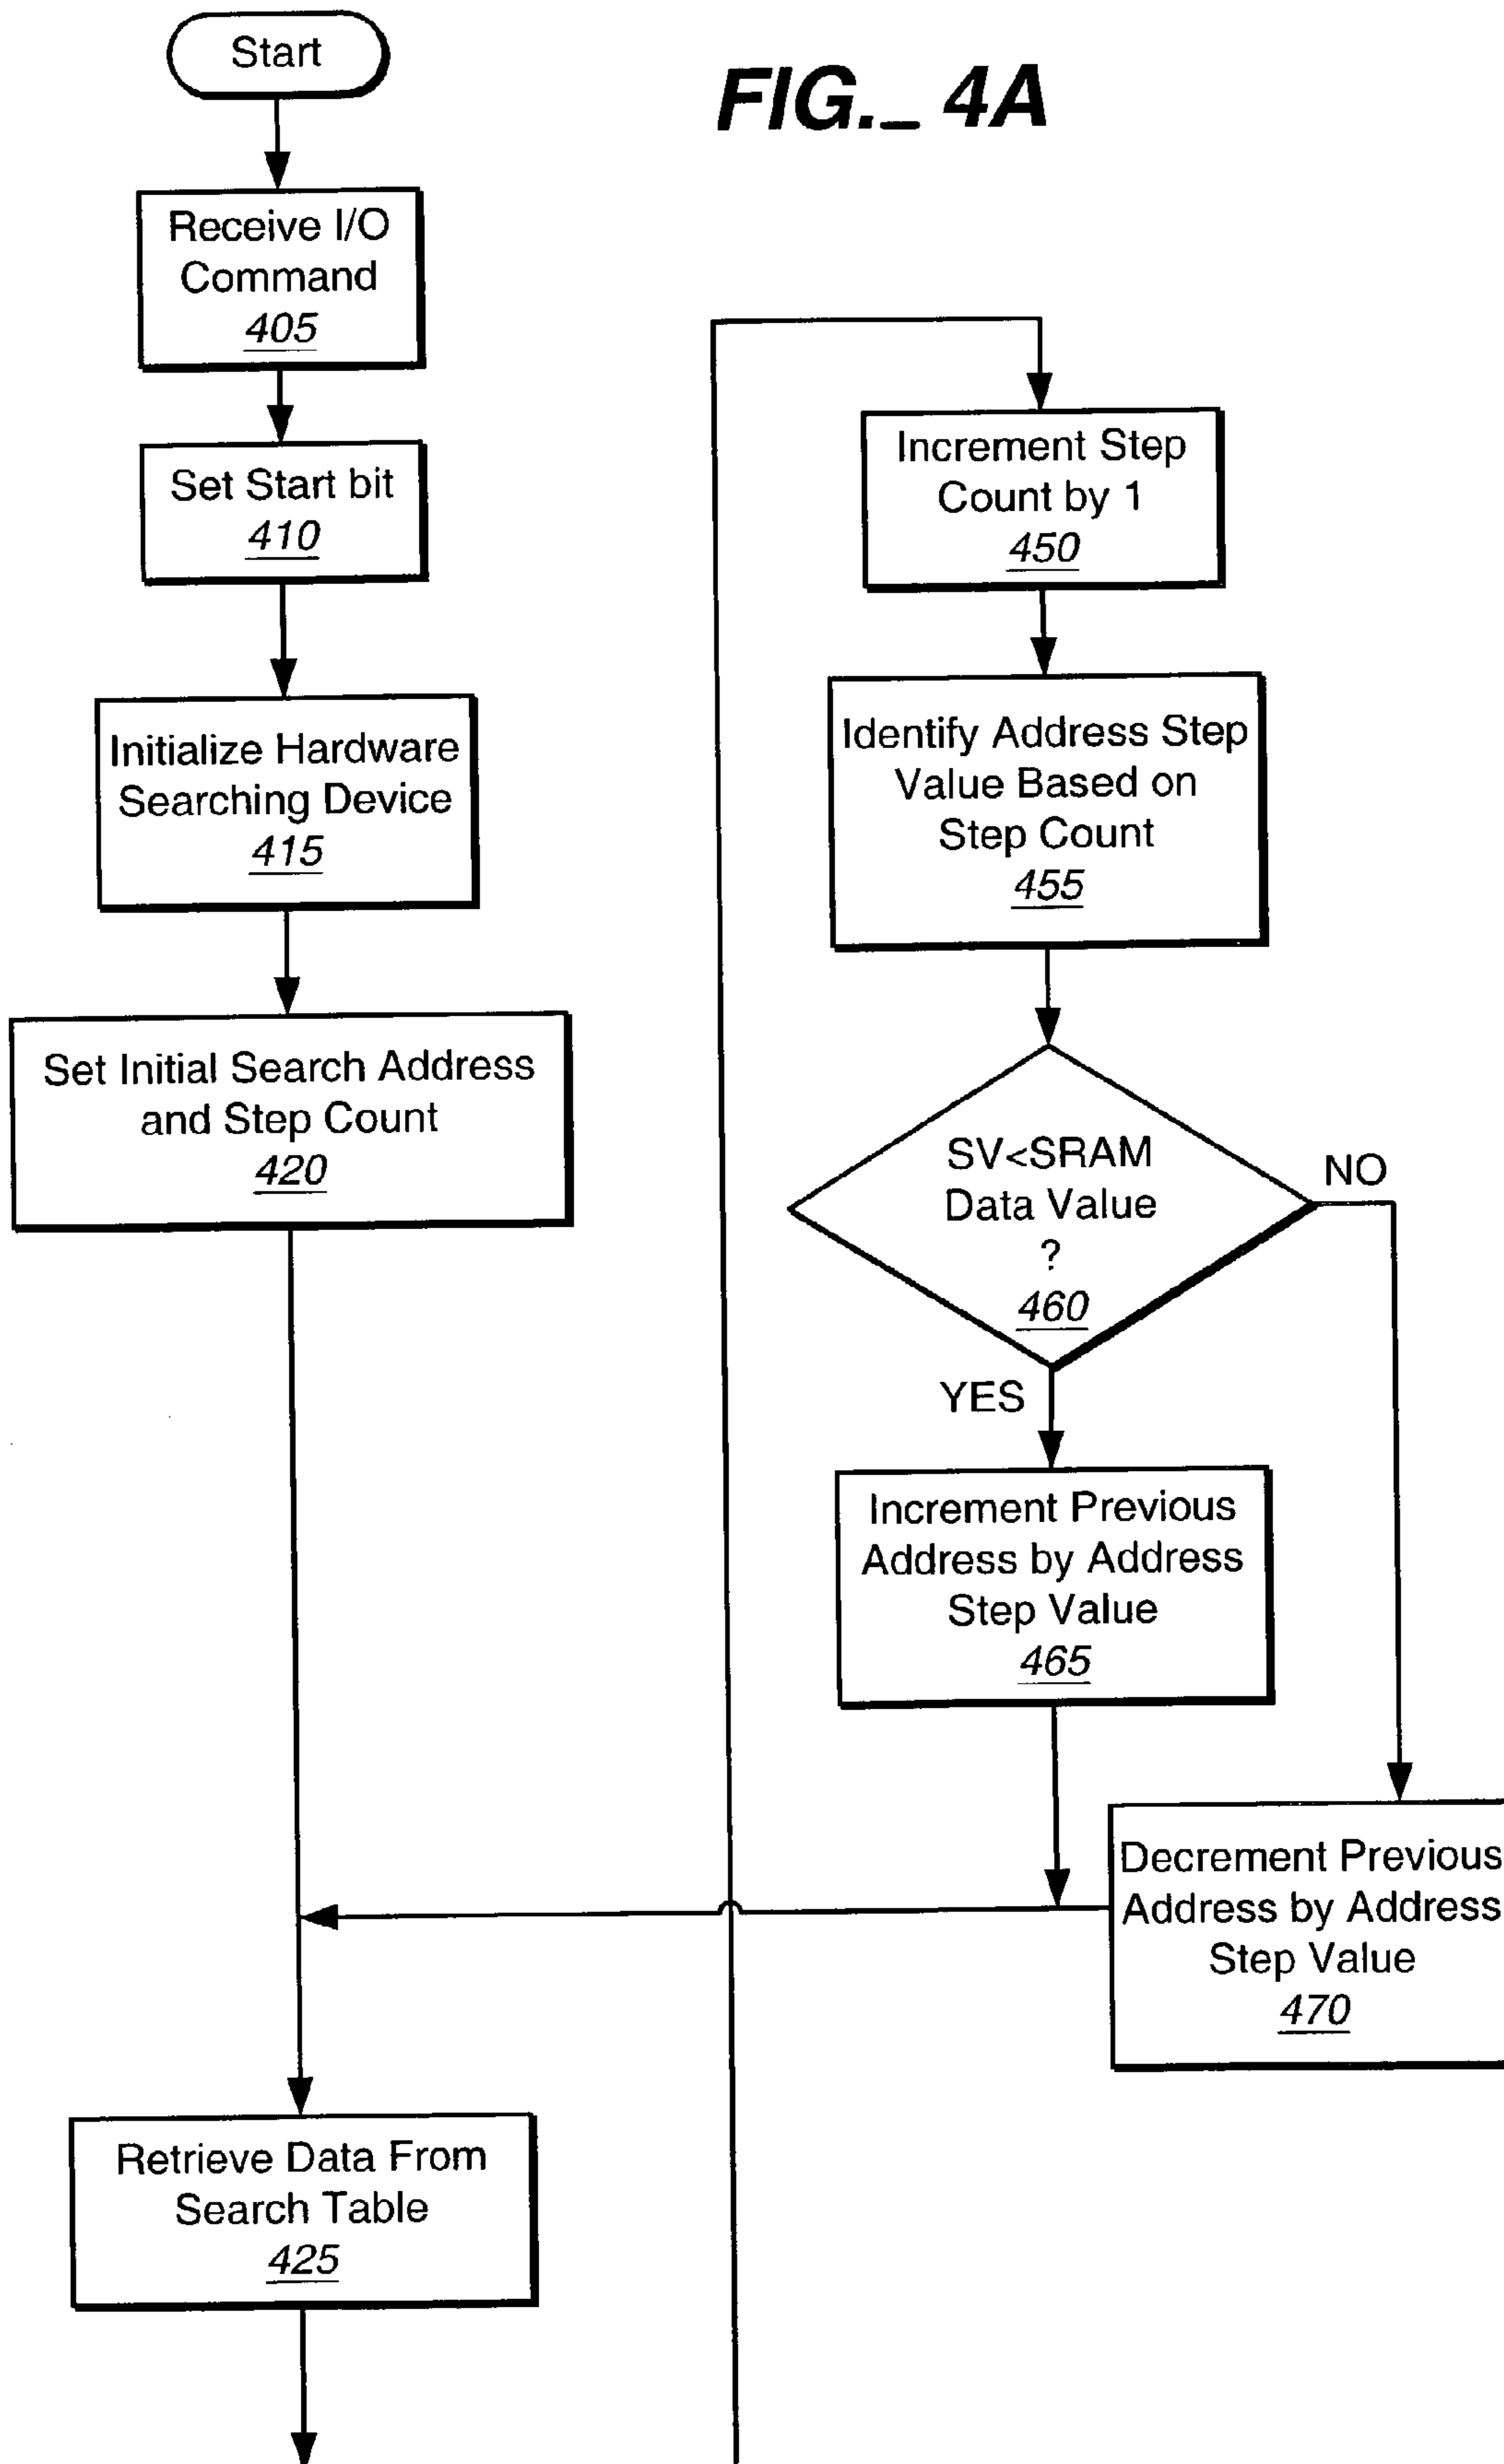 Start
FIG._ 4A
Receive I/O
Command
405
Set Start bit
410
Initialize Hardware
Searching Device
415
Set Initial Search Address
and Step Count
420
Retrieve Data From
Search Table
425
Increment Step
Count by 1
450
Identify Address Step
Value Based on
Step Count
455
SV<SRAM
Data Value
?
460
NO
YES
Increment Previous
Address by Address
Step Value
465
Decrement Previous
Address by Address
Step Value
470